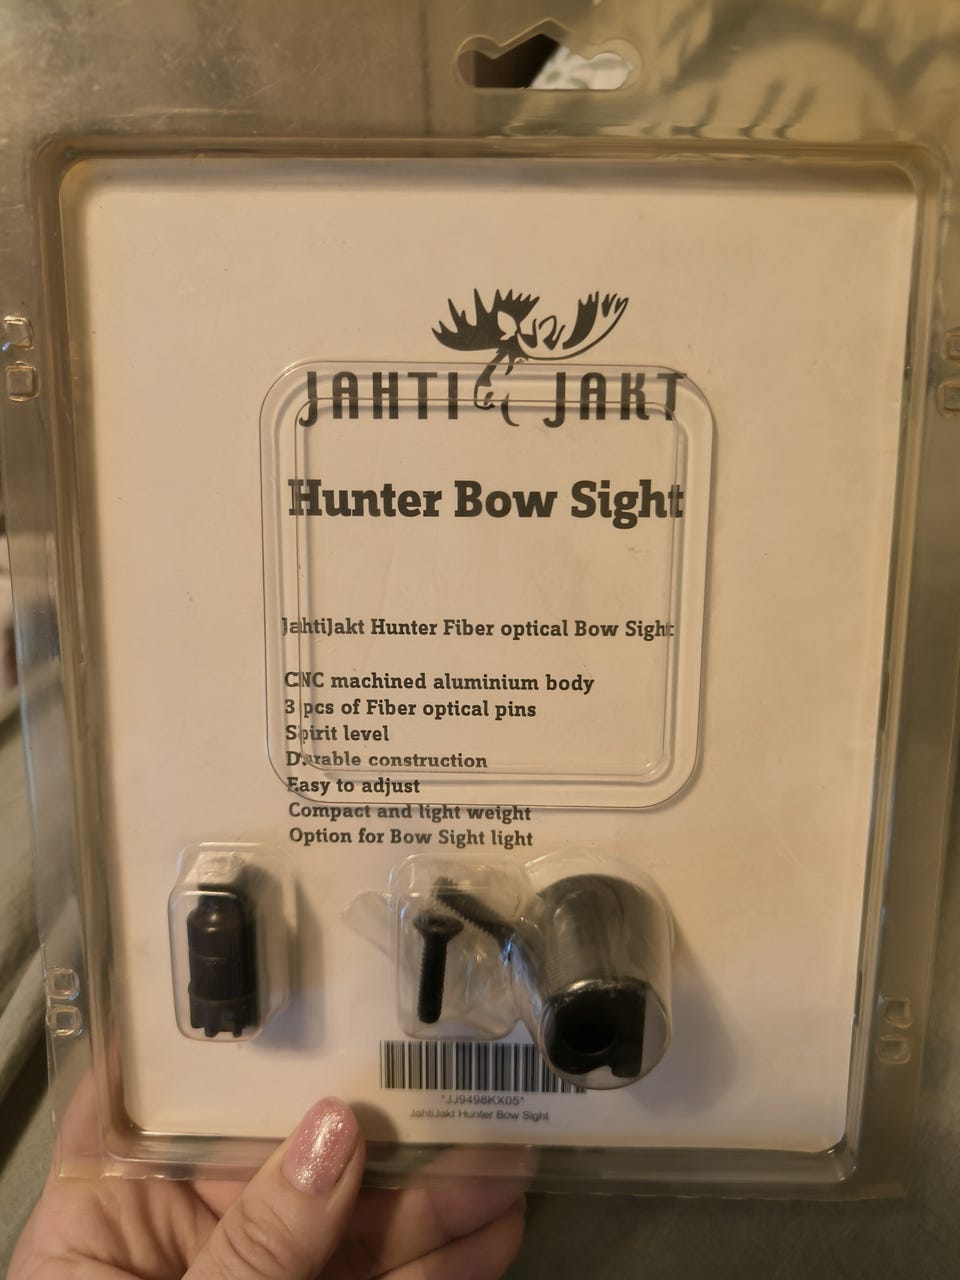 JAHTI JAKT
Hunter Bow Sight
JahtiJakt Hunter Fiber optical Bow Sight
CNC machined aluminium body
3 pcs of Fiber optical pins
Spirit level
Durable construction
Easy to adjust
Compact and light weight
Option for Bow Sight light
*JJ9498KX05*
JahtiJakt Hunter Bow Sight